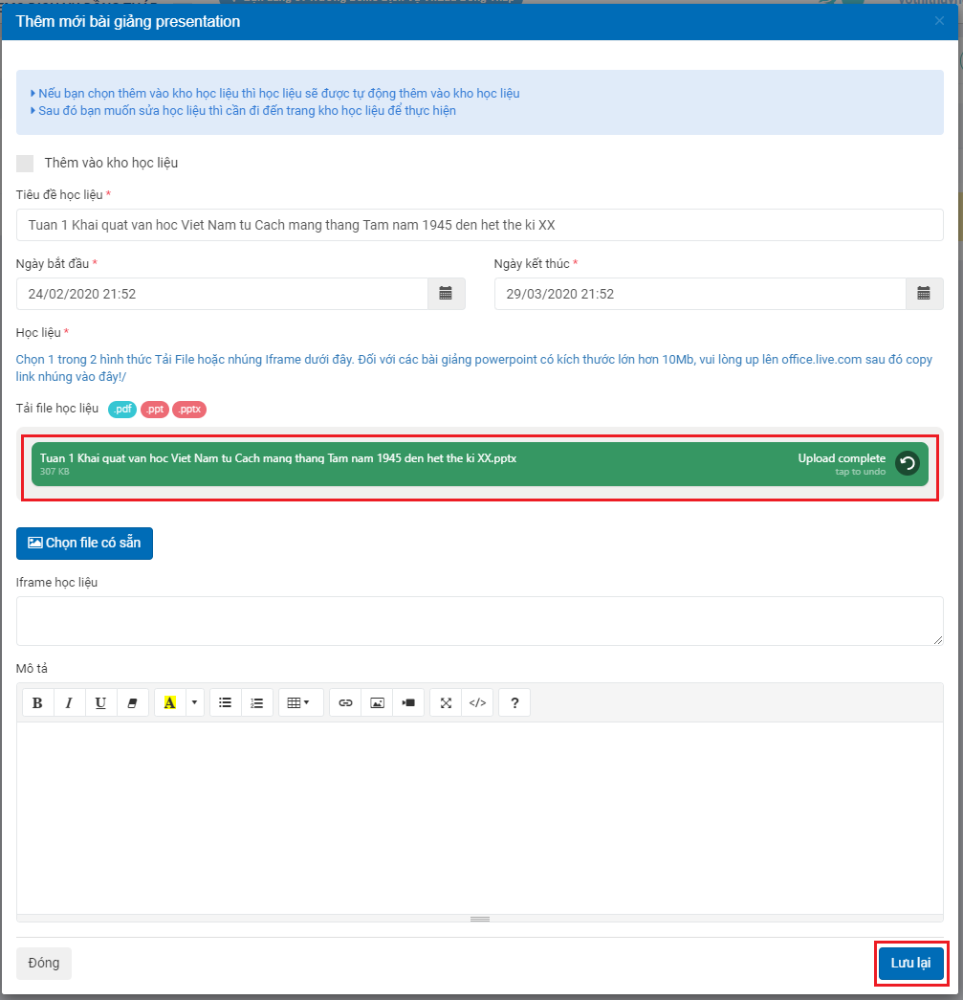 Thêm mới bài giảng presentation
×
Nếu bạn chọn thêm vào kho học liệu thì học liệu sẽ được tự động thêm vào kho học liệu
Sau đó bạn muốn sửa học liệu thì cần đi đến trang kho học liệu để thực hiện
Thêm vào kho học liệu
Tiêu đề học liệu *
Tuan 1 Khai quat van hoc Viet Nam tu Cach mang thang Tam nam 1945 den het the ki XX
Ngày bắt đầu * Ngày kết thúc *
24/02/2020 21:52 29/03/2020 21:52
Học liệu *
Chọn 1 trong 2 hình thức Tải File hoặc nhúng Iframe dưới đây. Đối với các bài giảng powerpoint có kích thước lớn hơn 10Mb, vui lòng up lên office.live.com sau đó copy
link nhúng vào đây!/
Tải file học liệu .pdf .ppt .pptx
Tuan 1 Khai quat van hoc Viet Nam tu Cach mang thang Tam nam 1945 den het the ki XX.pptx Upload complete
307 KB tap to undo
Chọn file có sẵn
Iframe học liệu
Mô tả
B I U A </> ?
Đóng Lưu lại